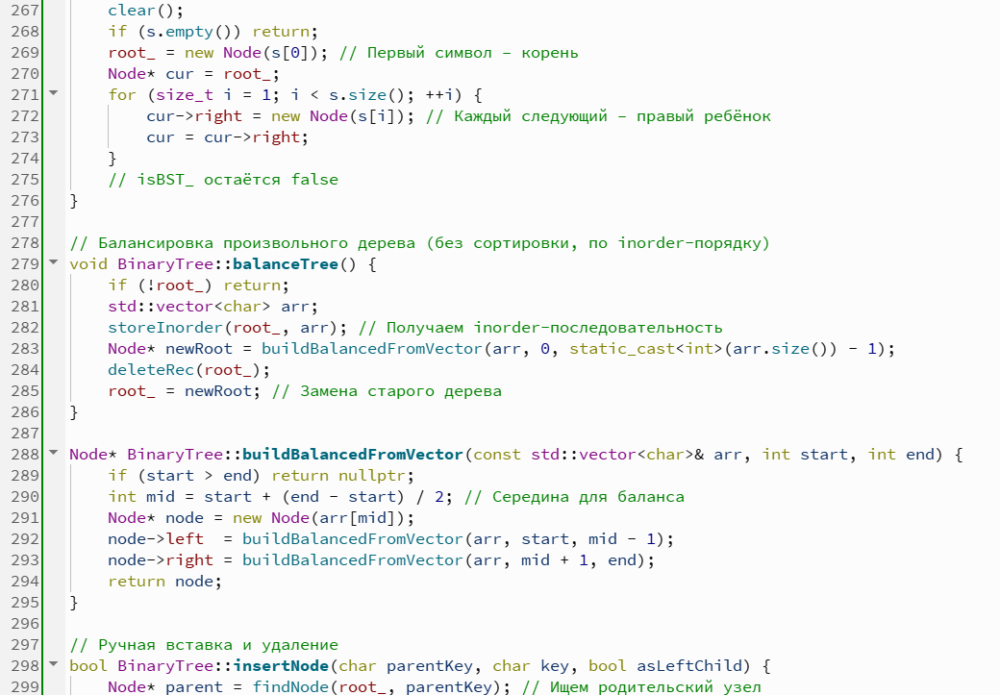 267     clear();
268     if (s.empty()) return;
269     root_ = new Node(s[0]); // Первый символ – корень
270     Node* cur = root_;
271     for (size_t i = 1; i < s.size(); ++i) {
272         cur->right = new Node(s[i]); // Каждый следующий – правый ребёнок
273         cur = cur->right;
274     }
275     // isBST_ остаётся false
276 }
277
278 // Балансировка произвольного дерева (без сортировки, по inorder-порядку)
279 void BinaryTree::balanceTree() {
280     if (!root_) return;
281     std::vector<char> arr;
282     storeInorder(root_, arr); // Получаем inorder-последовательность
283     Node* newRoot = buildBalancedFromVector(arr, 0, static_cast<int>(arr.size()) - 1);
284     deleteRec(root_);
285     root_ = newRoot; // Замена старого дерева
286 }
287
288 Node* BinaryTree::buildBalancedFromVector(const std::vector<char>& arr, int start, int end) {
289     if (start > end) return nullptr;
290     int mid = start + (end - start) / 2; // Середина для баланса
291     Node* node = new Node(arr[mid]);
292     node->left  = buildBalancedFromVector(arr, start, mid - 1);
293     node->right = buildBalancedFromVector(arr, mid + 1, end);
294     return node;
295 }
296
297 // Ручная вставка и удаление
298 bool BinaryTree::insertNode(char parentKey, char key, bool asLeftChild) {
299     Node* parent = findNode(root_, parentKey); // Ищем родительский узел